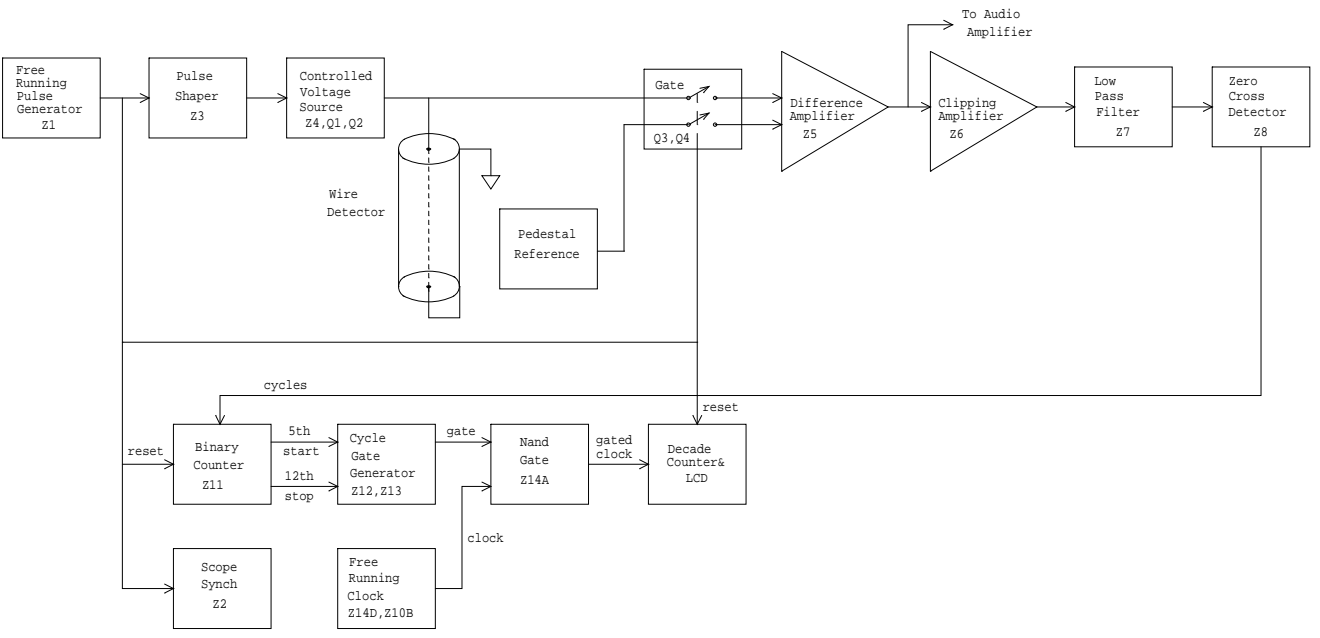 To Audio
Amplifier
Free
Running
Pulse
Generator
Z1
Pulse
Shaper
Z3
Controlled
Voltage
Source
Z4,Q1,Q2
Gate
Q3,Q4
Difference
Amplifier
Z5
Clipping
Amplifier
Z6
Low
Pass
Filter
Z7
Zero
Cross
Detector
Z8
Wire
Detector
Pedestal
Reference
cycles
reset
reset
Binary
Counter
Z11
5th
start
12th
stop
Cycle
Gate
Generator
Z12,Z13
gate
Nand
Gate
Z14A
gated
clock
Decade
Counter&
LCD
clock
Scope
Synch
Z2
Free
Running
Clock
Z14D,Z10B